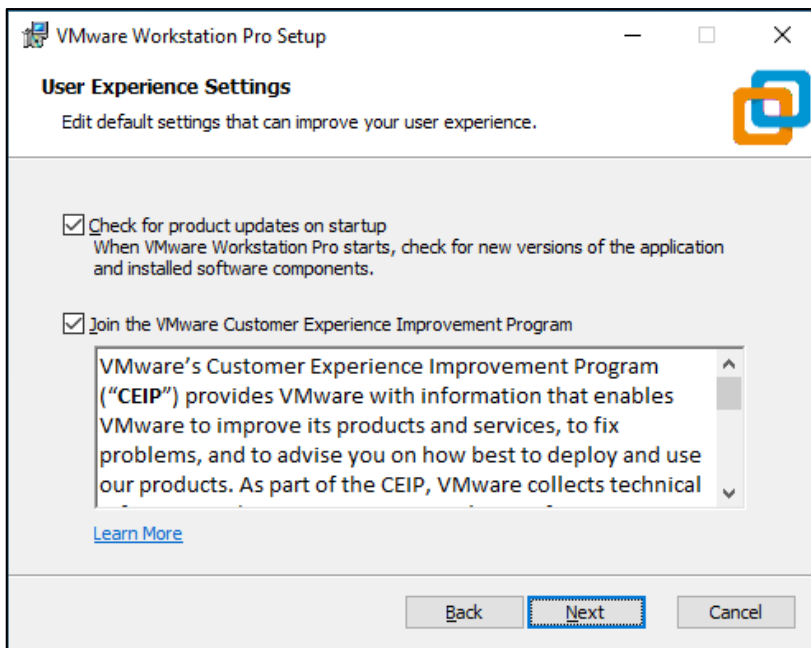 VMware Workstation Pro Setup
User Experience Settings
Edit default settings that can improve your user experience.
Check for product updates on startup
When VMware Workstation Pro starts, check for new versions of the application
and installed software components.
Join the VMware Customer Experience Improvement Program
VMware's Customer Experience Improvement Program
("CEIP") provides VMware with information that enables
VMware to improve its products and services, to fix
problems, and to advise you on how best to deploy and use
our products. As part of the CEIP, VMware collects technical
Learn More
Back Next Cancel